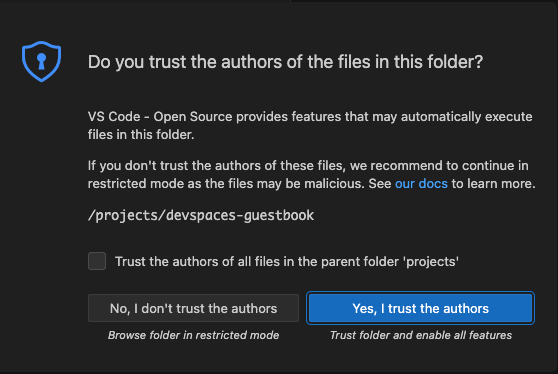 Do you trust the authors of the files in this folder?
VS Code - Open Source provides features that may automatically execute
files in this folder.
If you don't trust the authors of these files, we recommend to continue in
restricted mode as the files may be malicious. See our docs to learn more.
/projects/devspaces-guestbook
Trust the authors of all files in the parent folder 'projects'
No, I don't trust the authors
Yes, I trust the authors
Browse folder in restricted mode
Trust folder and enable all features